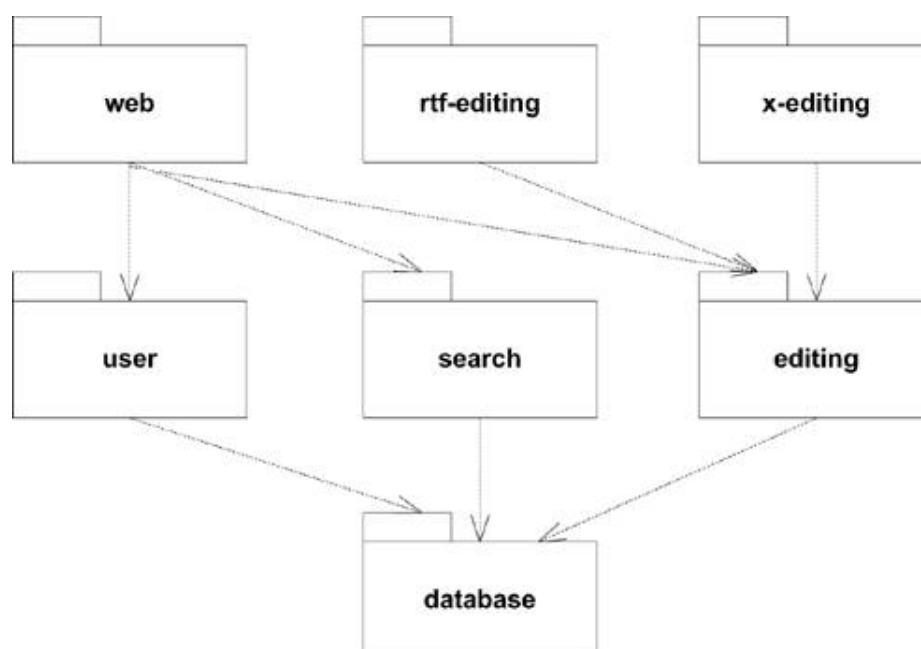 web
rtf-editing
x-editing
user
search
editing
database